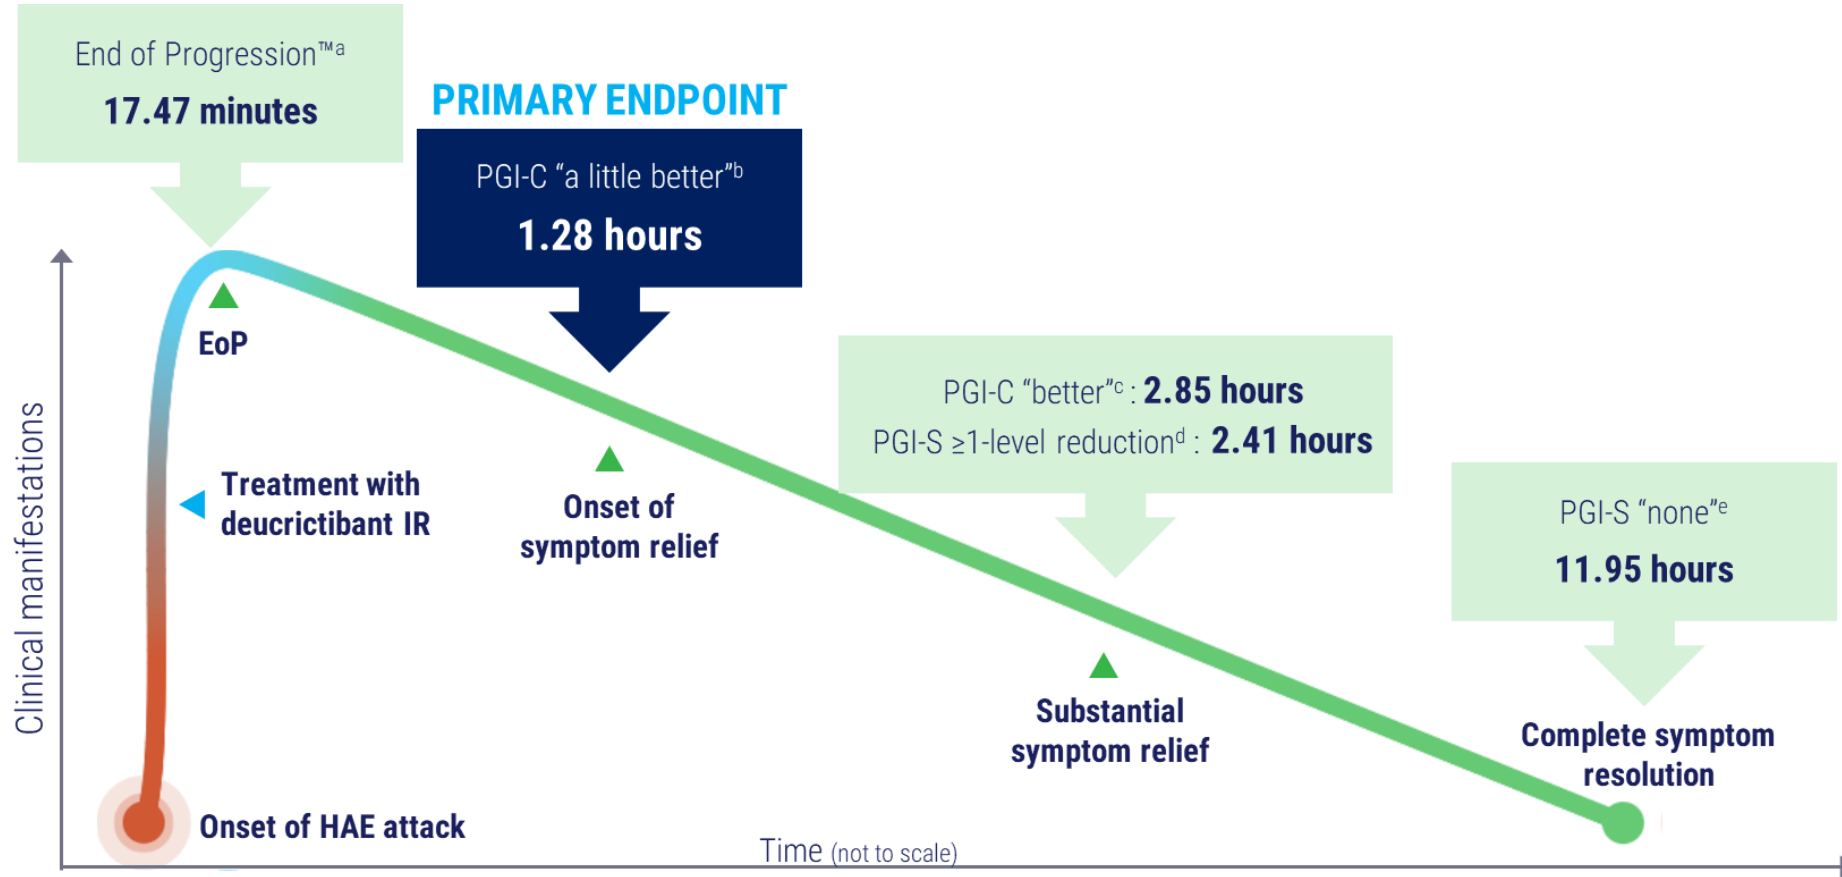 End of Progression™ᵃ
17.47 minutes
PRIMARY ENDPOINT
PGI-C “a little better”ᵇ
1.28 hours
EoP
PGI-C “better”ᶜ : 2.85 hours
PGI-S ≥1-level reductionᵈ : 2.41 hours
Treatment with
deucrictibant IR
Onset of
symptom relief
PGI-S “none”ᵉ
11.95 hours
Substantial
symptom relief
Complete symptom
resolution
Onset of HAE attack
Clinical manifestations
Time (not to scale)